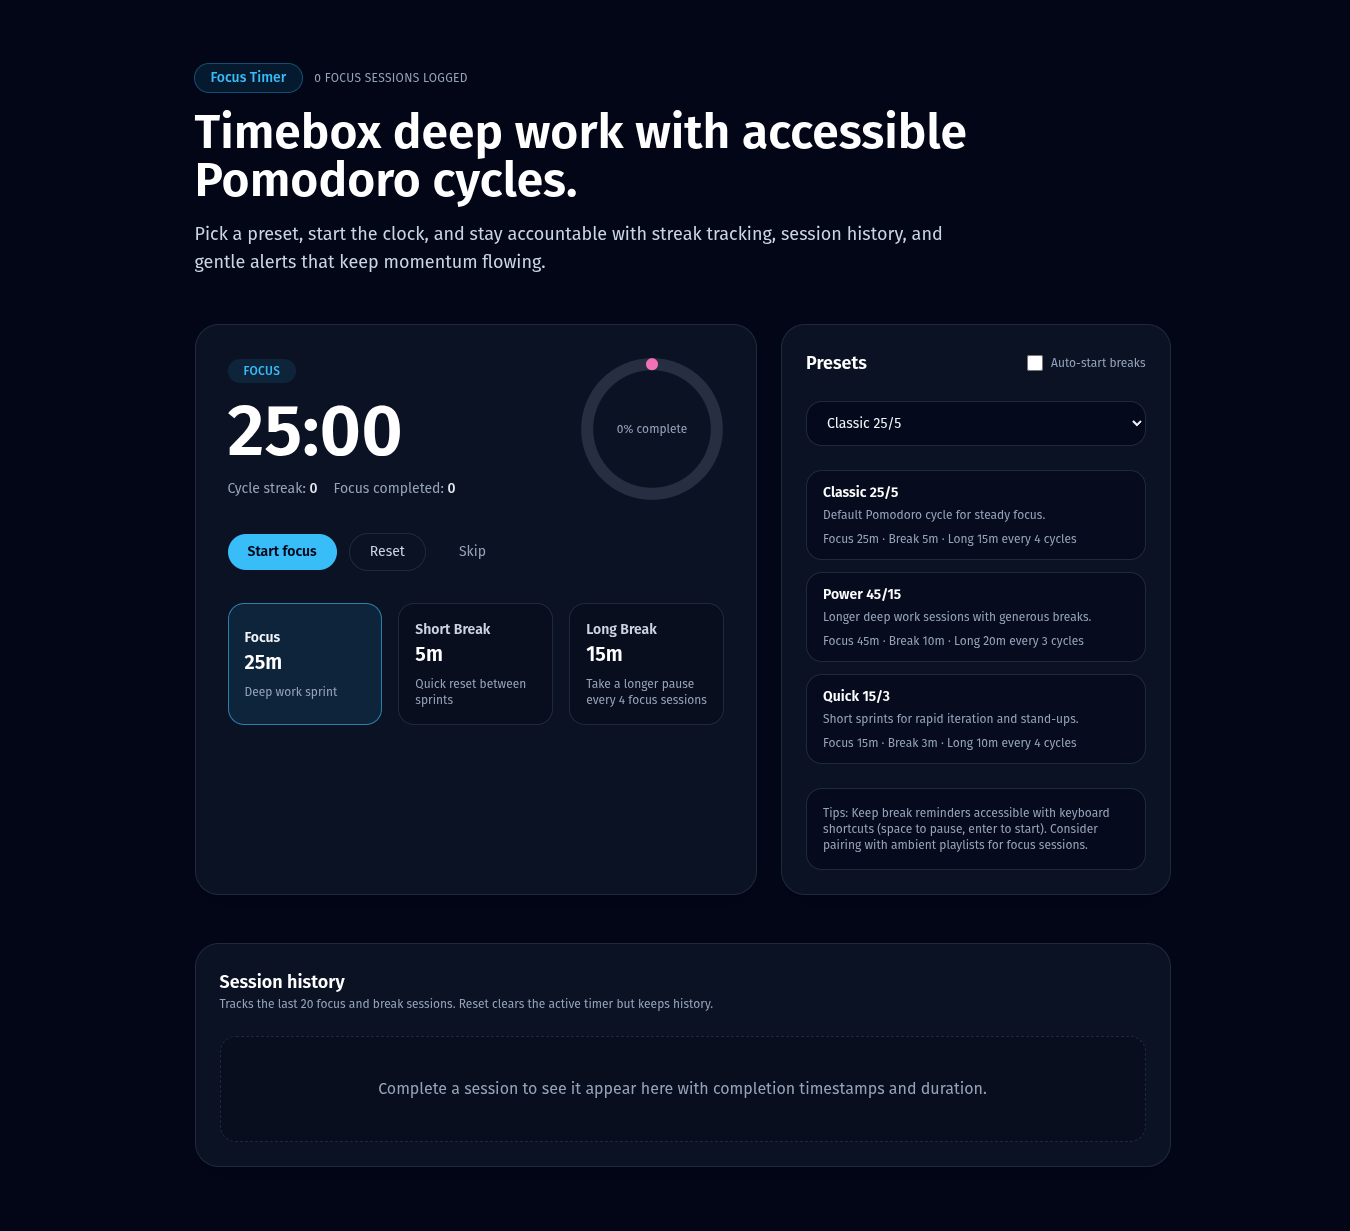 Focus Timer
0 FOCUS SESSIONS LOGGED
Timebox deep work with accessible
Pomodoro cycles.
Pick a preset, start the clock, and stay accountable with streak tracking, session history, and
gentle alerts that keep momentum flowing.
FOCUS
25:00
Cycle streak: 0 Focus completed: 0
0% complete
Start focus
Reset
Skip
Focus
25m
Deep work sprint
Short Break
5m
Quick reset between
sprints
Long Break
15m
Take a longer pause
every 4 focus sessions
Presets
Auto-start breaks
Classic 25/5
Classic 25/5
Default Pomodoro cycle for steady focus.
Focus 25m · Break 5m · Long 15m every 4 cycles
Power 45/15
Longer deep work sessions with generous breaks.
Focus 45m · Break 10m · Long 20m every 3 cycles
Quick 15/3
Short sprints for rapid iteration and stand-ups.
Focus 15m · Break 3m · Long 10m every 4 cycles
Tips: Keep break reminders accessible with keyboard
shortcuts (space to pause, enter to start). Consider
pairing with ambient playlists for focus sessions.
Session history
Tracks the last 20 focus and break sessions. Reset clears the active timer but keeps history.
Complete a session to see it appear here with completion timestamps and duration.